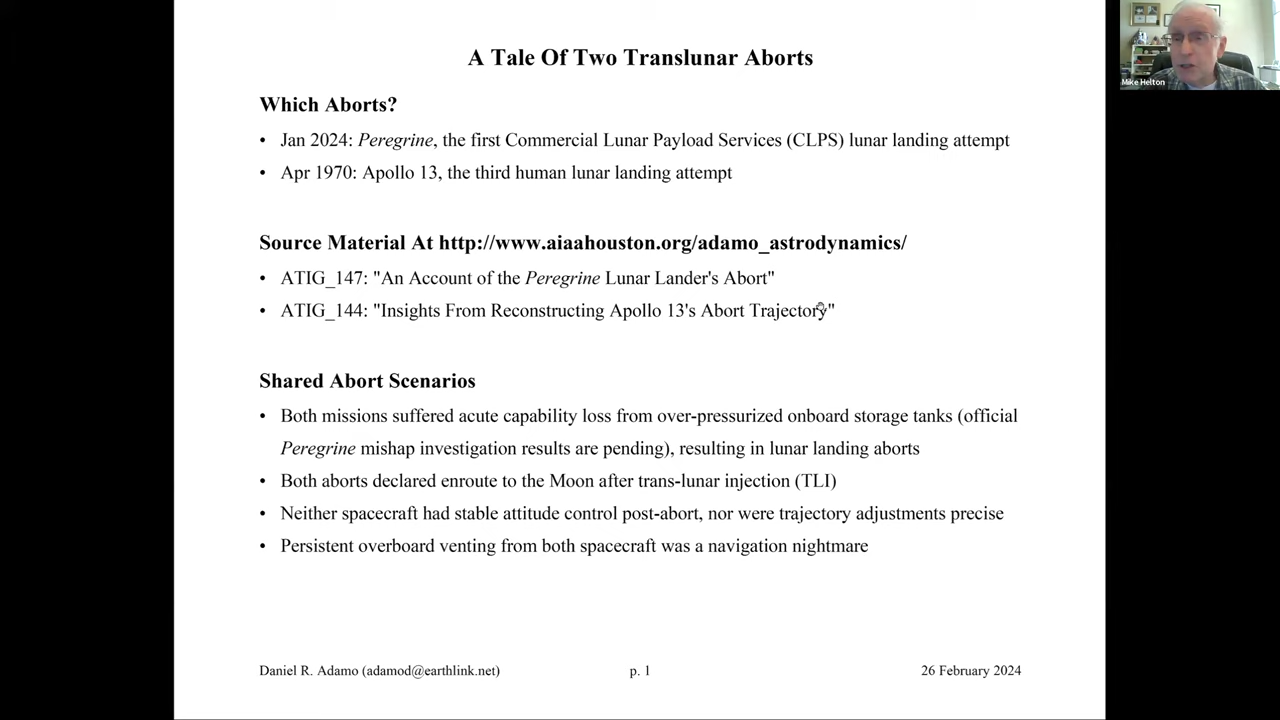 A Tale Of Two Translunar Aborts
Mike Helton
Which Aborts?
• Jan 2024: Peregrine, the first Commercial Lunar Payload Services (CLPS) lunar landing attempt
• Apr 1970: Apollo 13, the third human lunar landing attempt
Source Material At http://www.aiaahouston.org/adamo_astrodynamics/
• ATIG_147: "An Account of the Peregrine Lunar Lander's Abort"
• ATIG_144: "Insights From Reconstructing Apollo 13's Abort Trajectory"
Shared Abort Scenarios
• Both missions suffered acute capability loss from over-pressurized onboard storage tanks (official
Peregrine mishap investigation results are pending), resulting in lunar landing aborts
• Both aborts declared enroute to the Moon after trans-lunar injection (TLI)
• Neither spacecraft had stable attitude control post-abort, nor were trajectory adjustments precise
• Persistent overboard venting from both spacecraft was a navigation nightmare
Daniel R. Adamo (adamod@earthlink.net) p. 1 26 February 2024